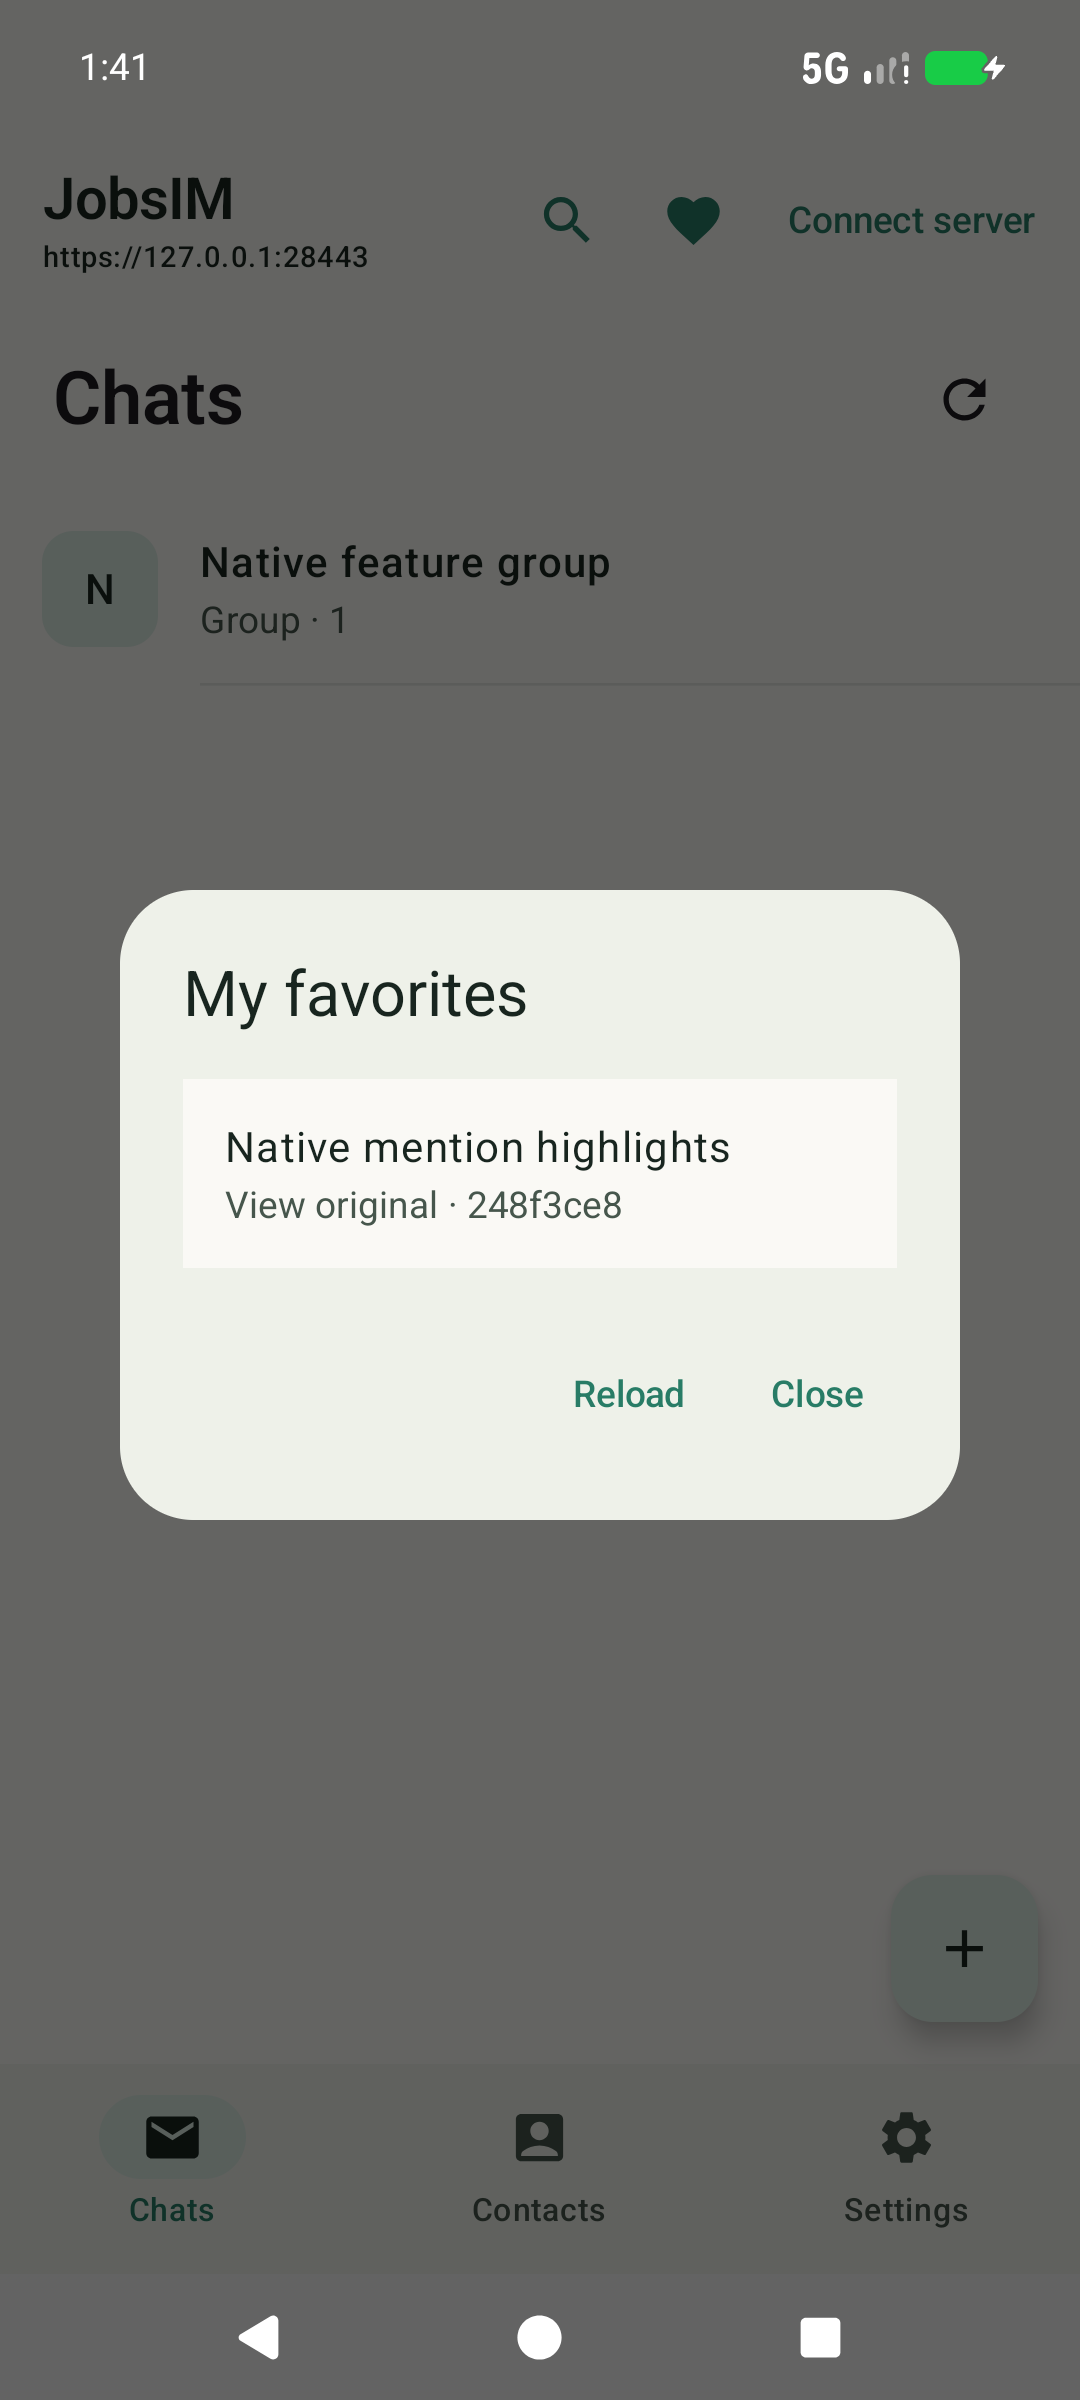 1:41
5G
JobsIM
https://127.0.0.1:28443
Connect server
Chats
N
Native feature group
Group · 1
My favorites
Native mention highlights
View original · 248f3ce8
Reload
Close
Chats
Contacts
Settings